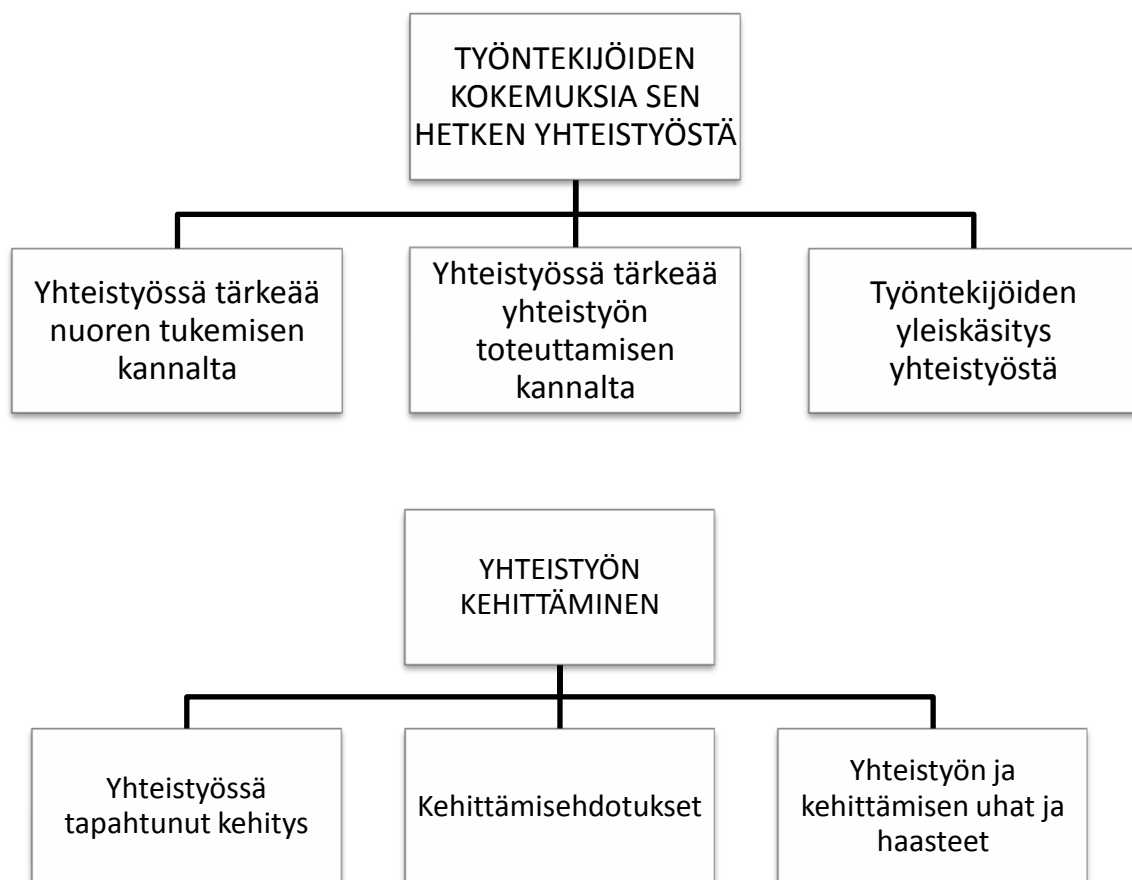 TYÖNTEKIJÖIDEN
KOKEMUKSIA SEN
HETKEN YHTEISTYÖSTÄ
Yhteistyössä tärkeää
nuoren tukemisen
kannalta
Yhteistyössä tärkeää
yhteistyön
toteuttamisen
kannalta
Työntekijöiden
yleiskäsitys
yhteistyöstä
YHTEISTYÖN
KEHITTÄMINEN
Yhteistyössä
tapahtunut kehitys
Kehittämisehdotukset
Yhteistyön ja
kehittämisen uhat ja
haasteet